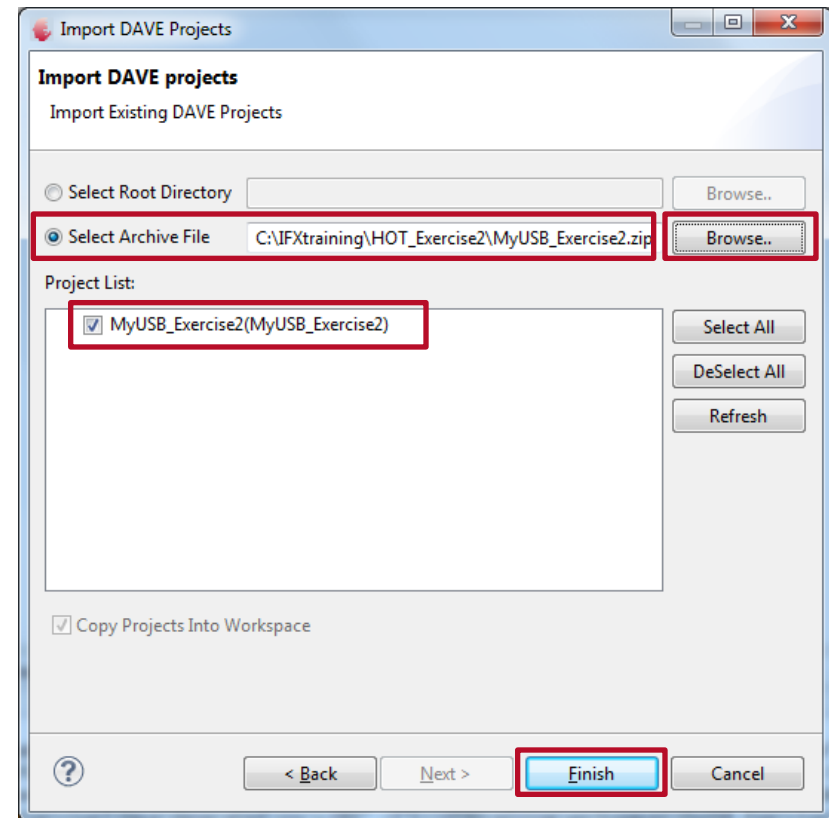 Import DAVE Projects
Import DAVE projects
Import Existing DAVE Projects
Select Root Directory Browse..
Select Archive File C:\IFXtraining\HOT_Exercise2\MyUSB_Exercise2.zip Browse..
Project List:
MyUSB_Exercise2(MyUSB_Exercise2)
Select All
DeSelect All
Refresh
Copy Projects Into Workspace
? < Back Next > Finish Cancel